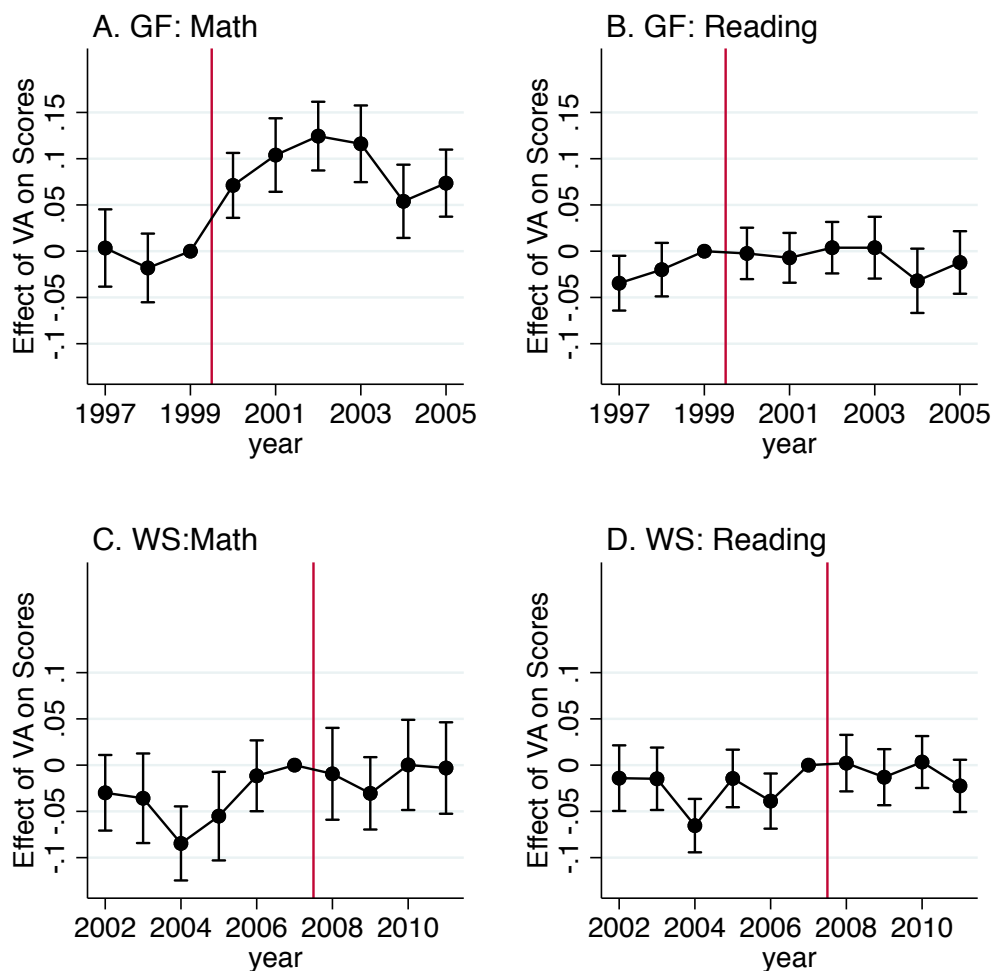 A. GF: Math
Effect of VA on Scores
-.1 -.05 0 .05 .1 .15
1997 1999 2001 2003 2005
year
B. GF: Reading
Effect of VA on Scores
-.1 -.05 0 .05 .1 .15
1997 1999 2001 2003 2005
year
C. WS:Math
Effect of VA on Scores
-.1 -.05 0 .05 .1
2002 2004 2006 2008 2010
year
D. WS: Reading
Effect of VA on Scores
-.1 -.05 0 .05 .1
2002 2004 2006 2008 2010
year